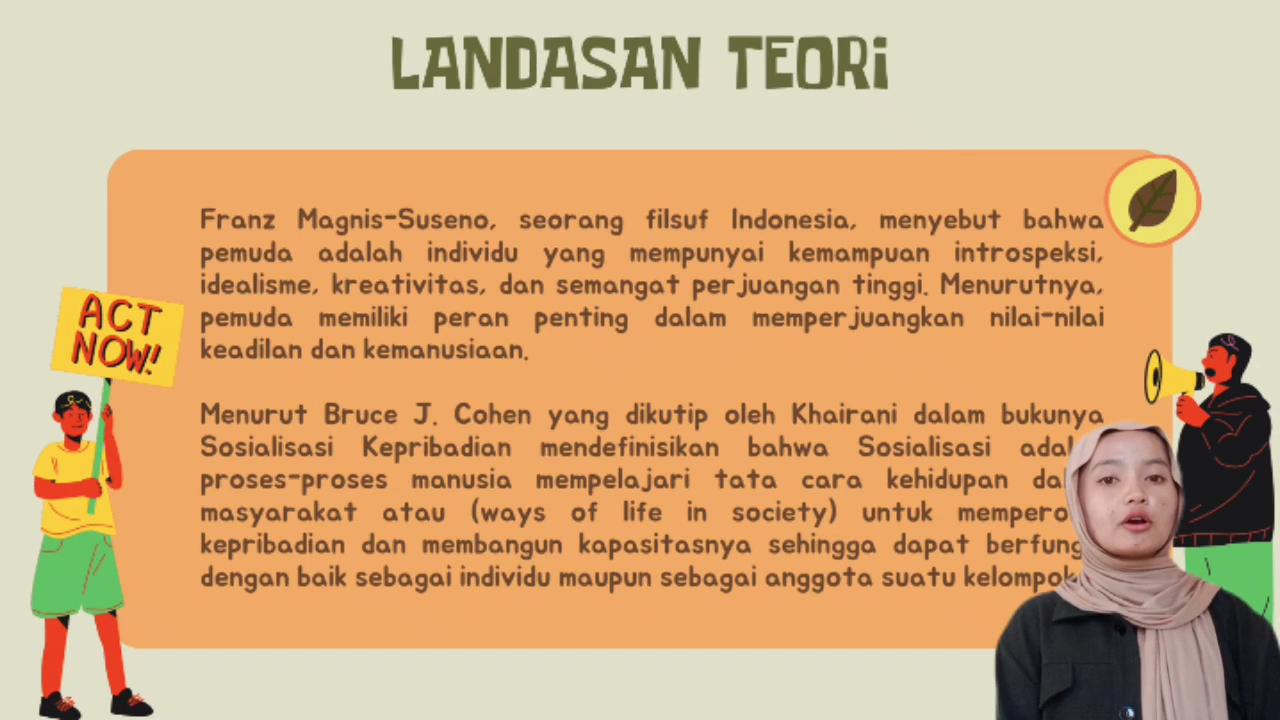 LANDASAN TEORI
Franz Magnis-Suseno, seorang filsuf Indonesia, menyebut bahwa
pemuda adalah individu yang mempunyai kemampuan introspeksi,
idealisme, kreativitas, dan semangat perjuangan tinggi. Menurutnya,
pemuda memiliki peran penting dalam memperjuangkan nilai-nilai
keadilan dan kemanusiaan.
ACT
NOW!
Menurut Bruce J. Cohen yang dikutip oleh Khairani dalam bukunya
Sosialisasi Kepribadian mendefinisikan bahwa Sosialisasi
proses-proses manusia mempelajari tata cara kehidupan
masyarakat atau (ways of life in society) untuk
kepribadian dan membangun kapasitasnya sehingga dapat
dengan baik sebagai individu maupun sebagai anggota suatu